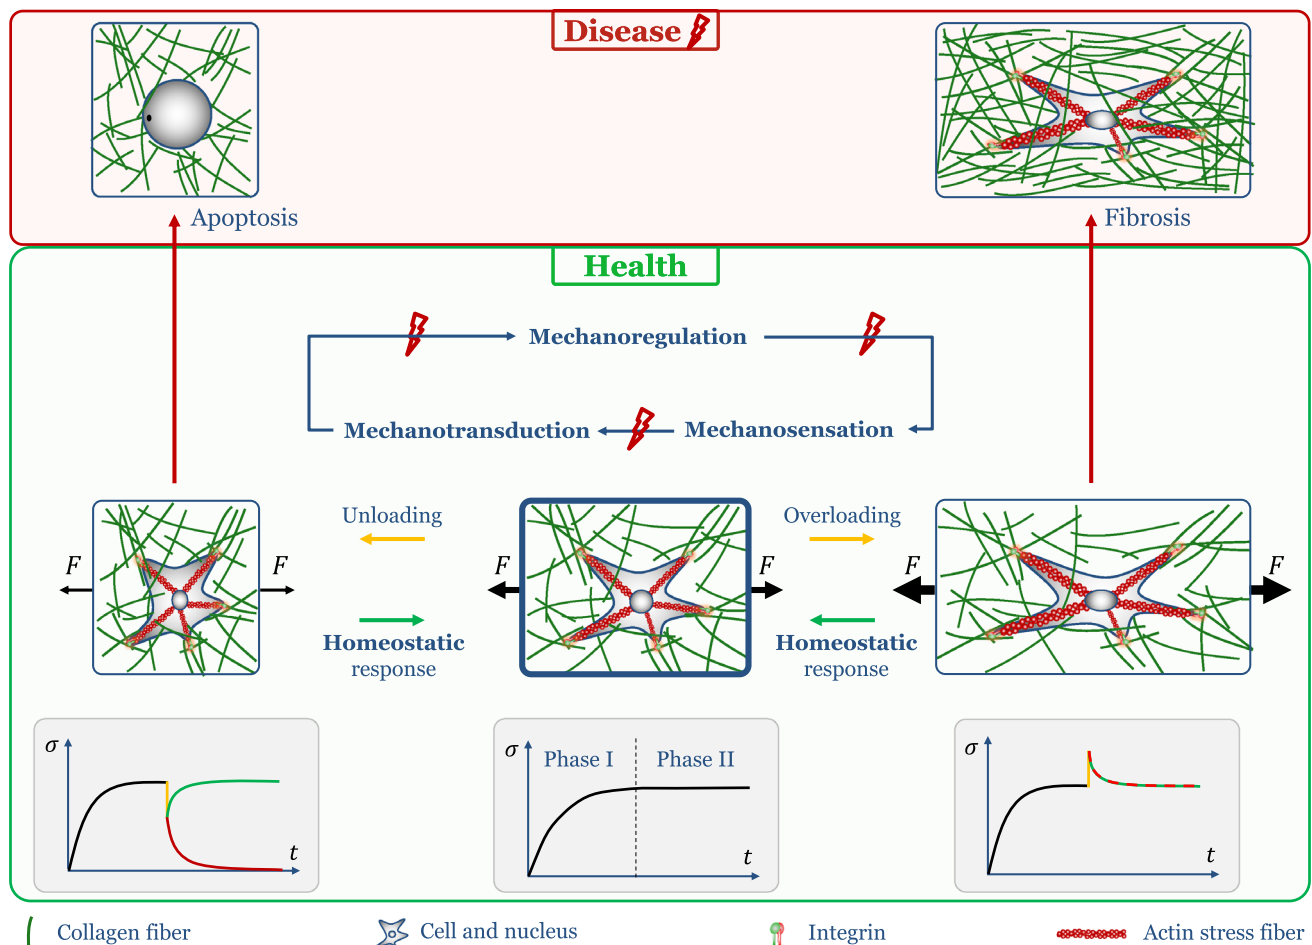 Disease
Apoptosis
Fibrosis
Health
Mechanoregulation
Mechanotransduction
Mechanosensation
Unloading
Overloading
F
F
F
F
F
F
Homeostatic
response
Homeostatic
response
σ
t
σ
Phase I
Phase II
t
σ
t
Collagen fiber
Cell and nucleus
Integrin
Actin stress fiber